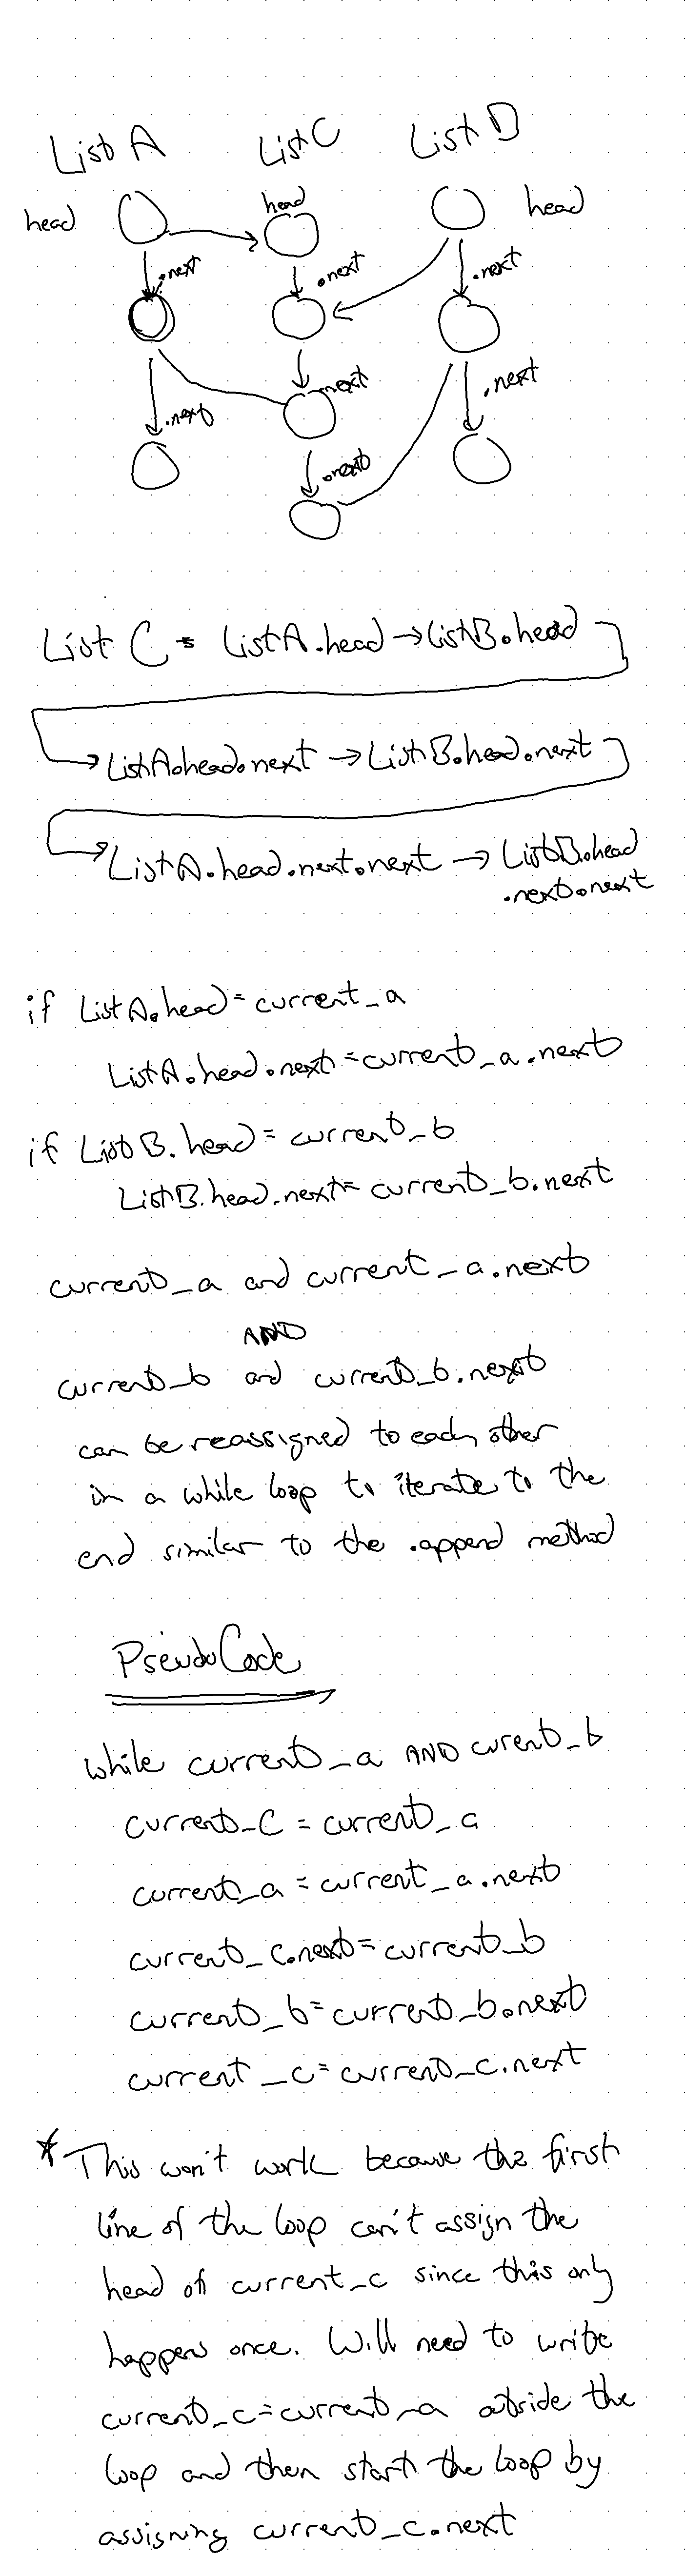 List A List C List D
head head head
.next .next .next
.next .next .next
.next
List C = ListA.head → ListB.head
→ ListA.head.next → ListB.head.next
→ ListA.head.next.next → ListB.head
.next.next
if ListA.head = current_a
ListA.head.next = current_a.next
if ListB.head = current_b
ListB.head.next = current_b.next
current_a and current_a.next
AND
current_b and current_b.next
can be reassigned to each other
in a while loop to iterate to the
end similar to the .append method
PseudoCode
while current_a AND curent_b
current_c = current_a
current_a = current_a.next
current_c.next = current_b
current_b = current_b.next
current_c = current_c.next
* This won't work because the first
line of the loop can't assign the
head of current_c since this only
happens once. Will need to write
current_c = current_a outside the
loop and then start the loop by
assigning current_c.next